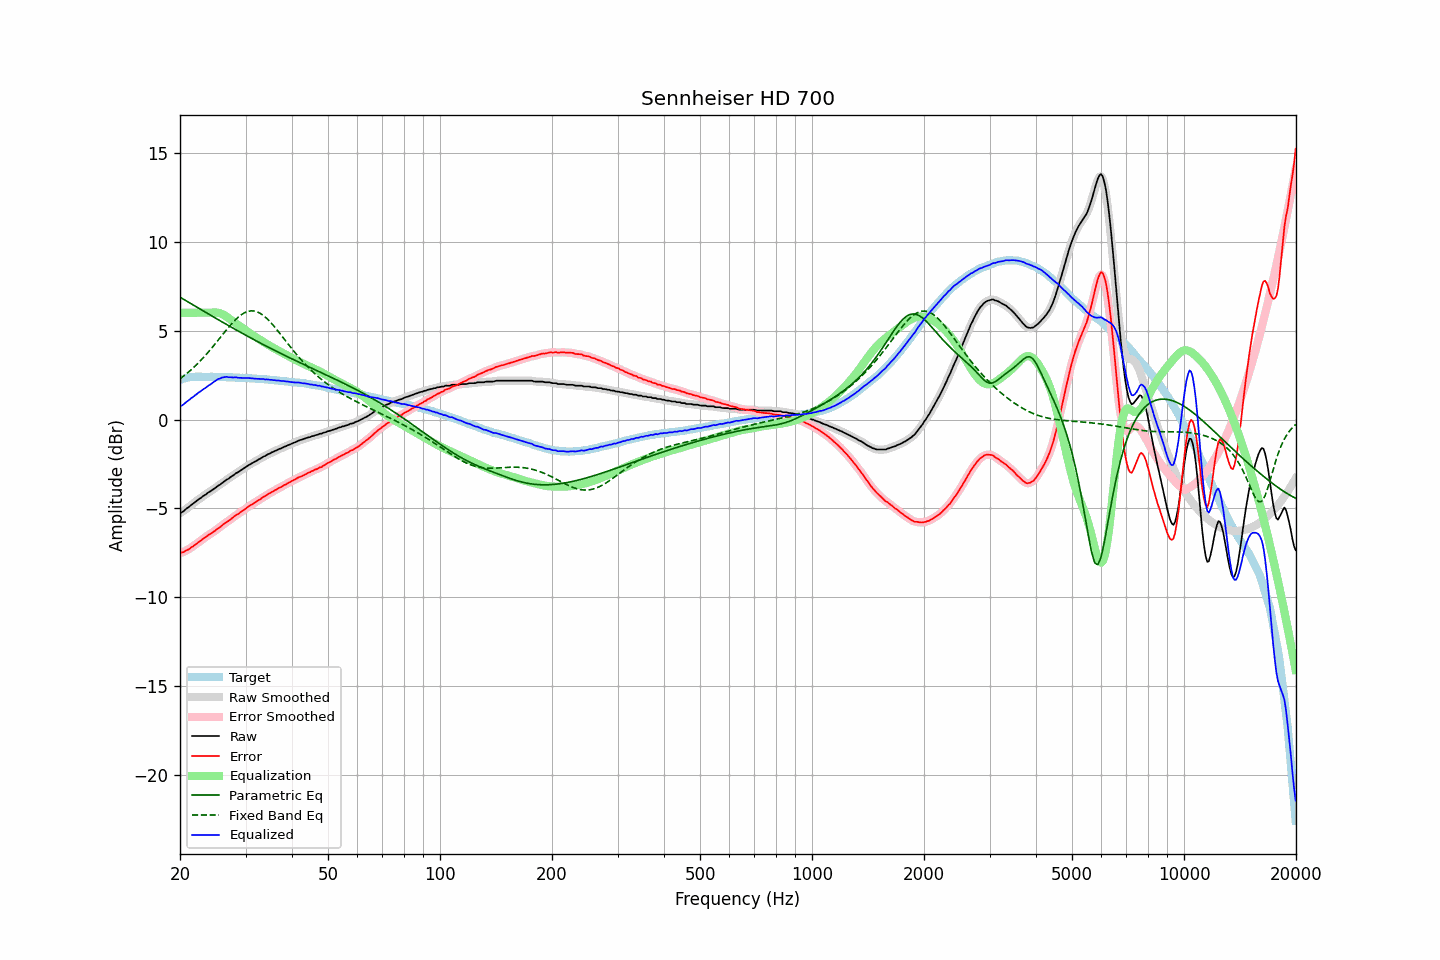 Sennheiser HD 700
Amplitude (dBr)
15
10
5
0
−5
−10
−15
−20
Target
Raw Smoothed
Error Smoothed
Raw
Error
Equalization
Parametric Eq
Fixed Band Eq
Equalized
20 50 100 200 500 1000 2000 5000 10000 20000
Frequency (Hz)